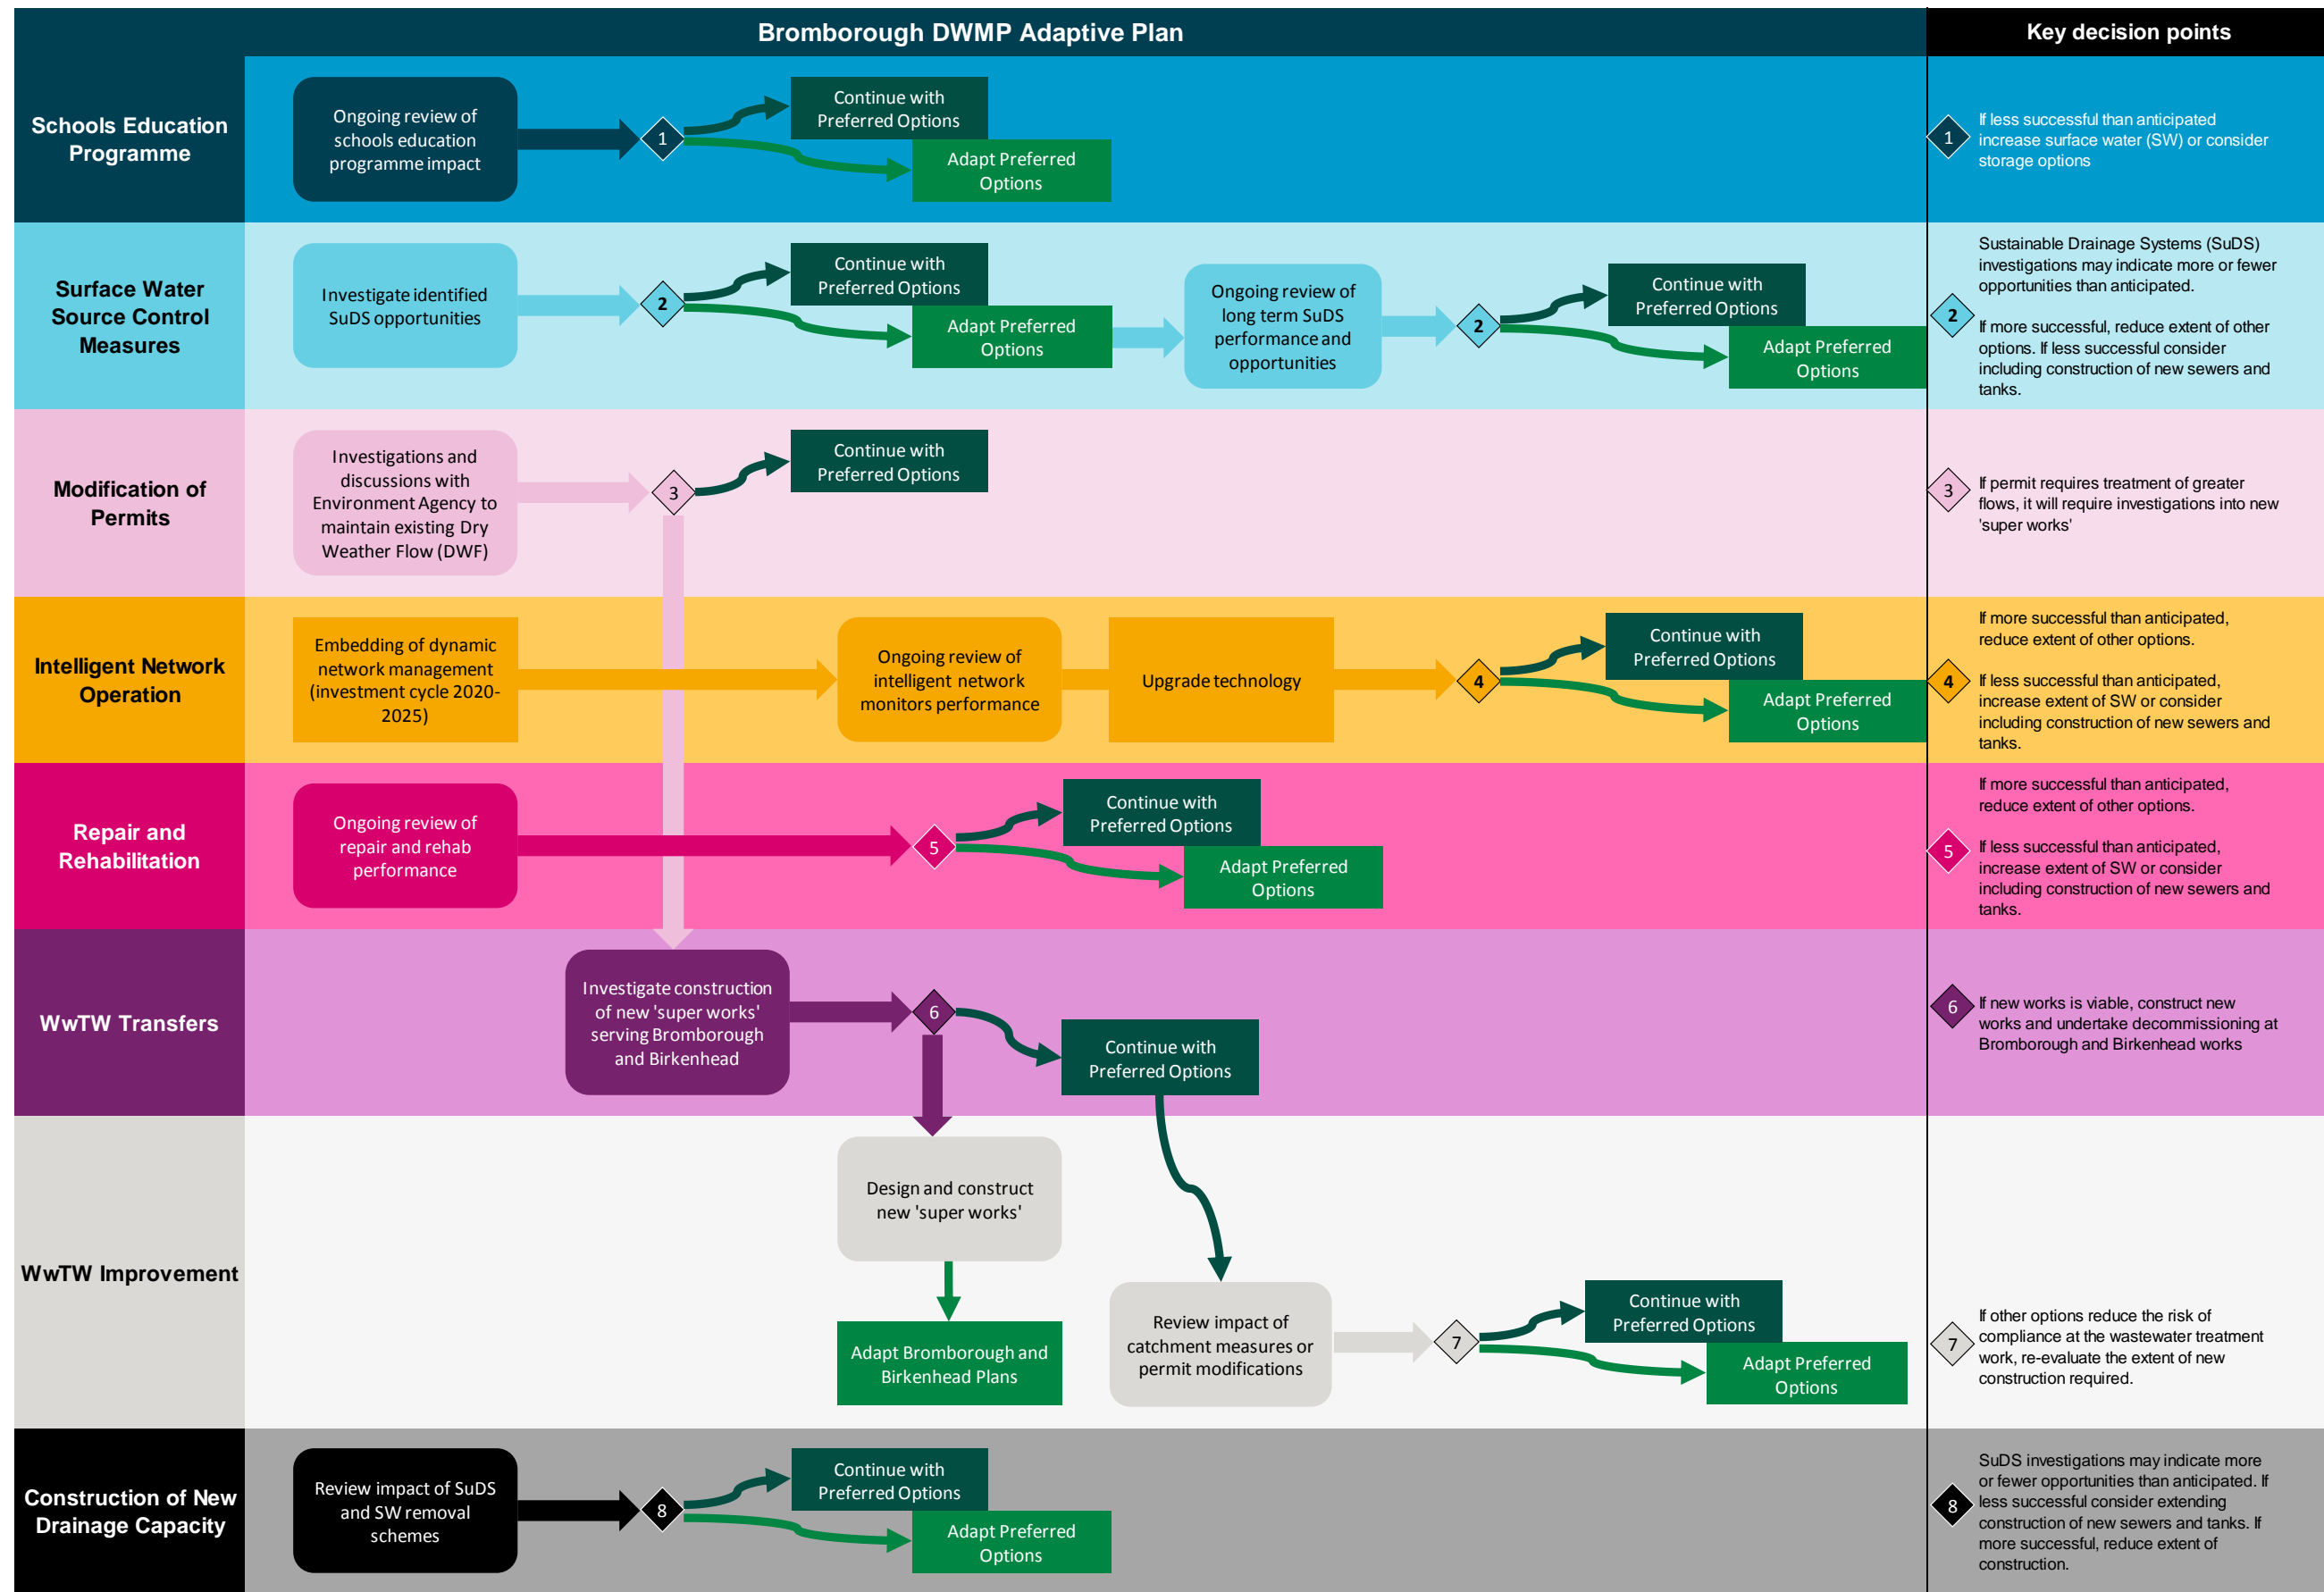 Bromborough DWMP Adaptive Plan
Key decision points
Schools Education
Programme
Ongoing review of
schools education
programme impact
1
Continue with
Preferred Options
Adapt Preferred
Options
1
If less successful than anticipated
increase surface water (SW) or consider
storage options
Surface Water
Source Control
Measures
Investigate identified
SuDS opportunities
2
Continue with
Preferred Options
Adapt Preferred
Options
Ongoing review of
long term SuDS
performance and
opportunities
2
Continue with
Preferred Options
Adapt Preferred
Options
2
Sustainable Drainage Systems (SuDS)
investigations may indicate more or fewer
opportunities than anticipated.
If more successful, reduce extent of other
options. If less successful consider
including construction of new sewers and
tanks.
Modification of
Permits
Investigations and
discussions with
Environment Agency to
maintain existing Dry
Weather Flow (DWF)
3
Continue with
Preferred Options
3
If permit requires treatment of greater
flows, it will require investigations into new
'super works'
Intelligent Network
Operation
Embedding of dynamic
network management
(investment cycle 2020-
2025)
Ongoing review of
intelligent network
monitors performance
Upgrade technology
4
Continue with
Preferred Options
Adapt Preferred
Options
4
If more successful than anticipated,
reduce extent of other options.
If less successful than anticipated,
increase extent of SW or consider
including construction of new sewers and
tanks.
Repair and
Rehabilitation
Ongoing review of
repair and rehab
performance
5
Continue with
Preferred Options
Adapt Preferred
Options
5
If more successful than anticipated,
reduce extent of other options.
If less successful than anticipated,
increase extent of SW or consider
including construction of new sewers and
tanks.
WwTW Transfers
Investigate construction
of new 'super works'
serving Bromborough
and Birkenhead
6
Continue with
Preferred Options
6
If new works is viable, construct new
works and undertake decommissioning at
Bromborough and Birkenhead works
WwTW Improvement
Design and construct
new 'super works'
Adapt Bromborough and
Birkenhead Plans
Review impact of
catchment measures or
permit modifications
7
Continue with
Preferred Options
Adapt Preferred
Options
7
If other options reduce the risk of
compliance at the wastewater treatment
work, re-evaluate the extent of new
construction required.
Construction of New
Drainage Capacity
Review impact of SuDS
and SW removal
schemes
8
Continue with
Preferred Options
Adapt Preferred
Options
8
SuDS investigations may indicate more
or fewer opportunities than anticipated. If
less successful consider extending
construction of new sewers and tanks. If
more successful, reduce extent of
construction.